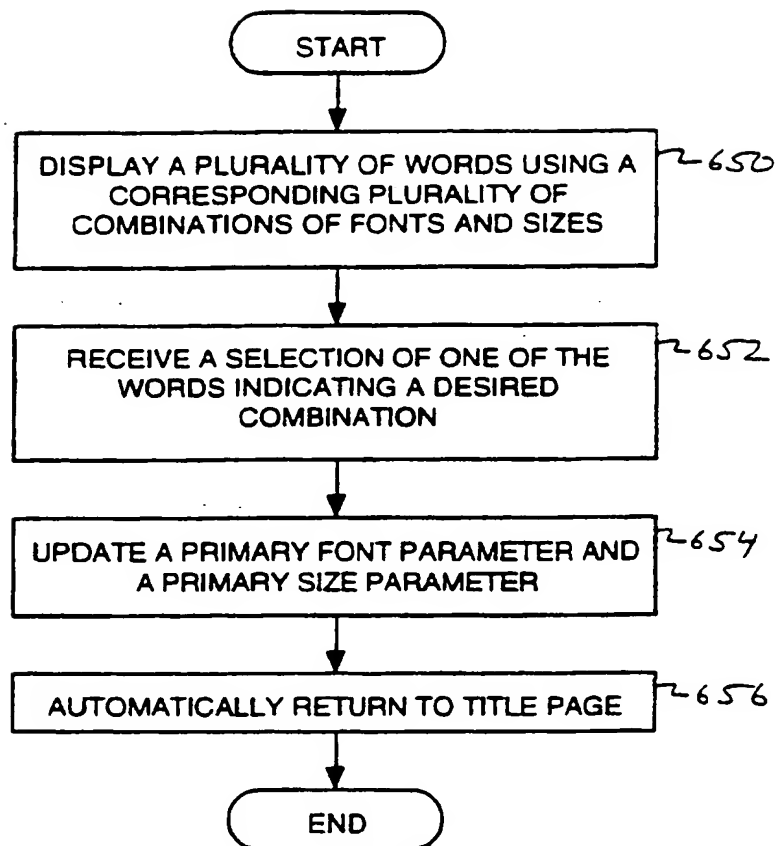 START
DISPLAY A PLURALITY OF WORDS USING A
CORRESPONDING PLURALITY OF
COMBINATIONS OF FONTS AND SIZES
650
RECEIVE A SELECTION OF ONE OF THE
WORDS INDICATING A DESIRED
COMBINATION
652
UPDATE A PRIMARY FONT PARAMETER AND
A PRIMARY SIZE PARAMETER
654
AUTOMATICALLY RETURN TO TITLE PAGE
656
END